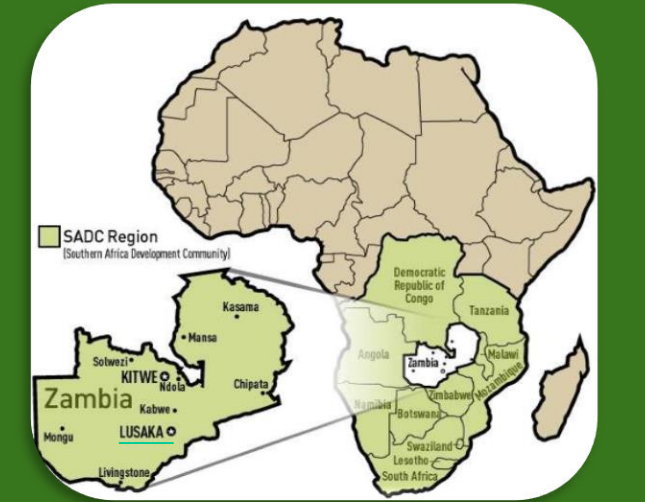 SADC Region
(Southern Africa Development Community)
Democratic
Republic of
Congo
Tanzania
Angola
Zambia
Malawi
Mozambique
Zimbabwe
Namibia
Botswana
Swaziland
Lesotho
South Africa
Kasama
Mansa
Solwezi
KITWE
Ndola
Chipata
Zambia
Kabwe
Mongu
LUSAKA
Livingstone